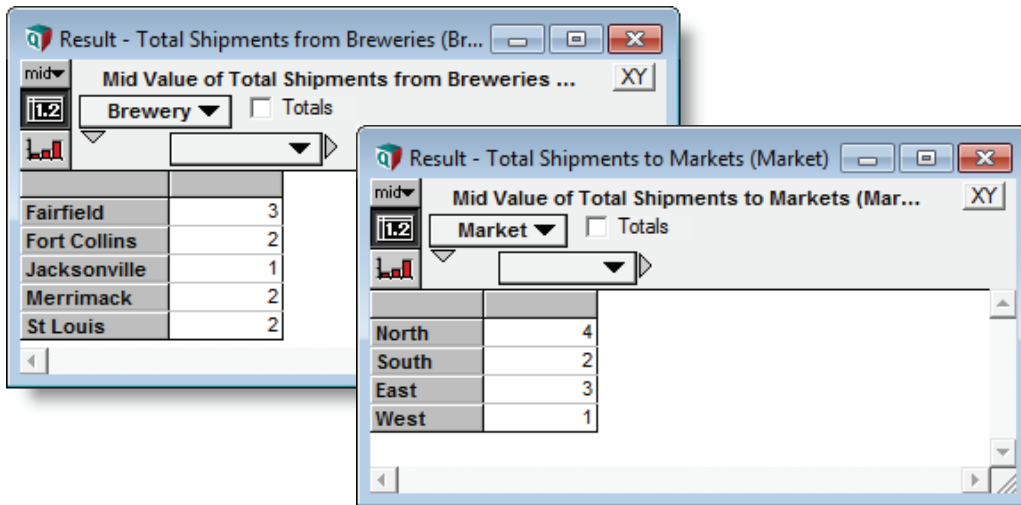 Result - Total Shipments from Breweries (Br...
mid
Mid Value of Total Shipments from Breweries ...
XY
1.2
Brewery
Totals
Fairfield 3
Fort Collins 2
Jacksonville 1
Merrimack 2
St Louis 2
Result - Total Shipments to Markets (Market)
mid
Mid Value of Total Shipments to Markets (Mar...
XY
1.2
Market
Totals
North 4
South 2
East 3
West 1